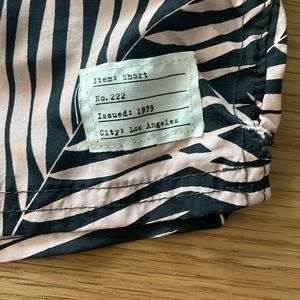 Item: Short
No. 222
Issued: 1979
City: Los Angeles